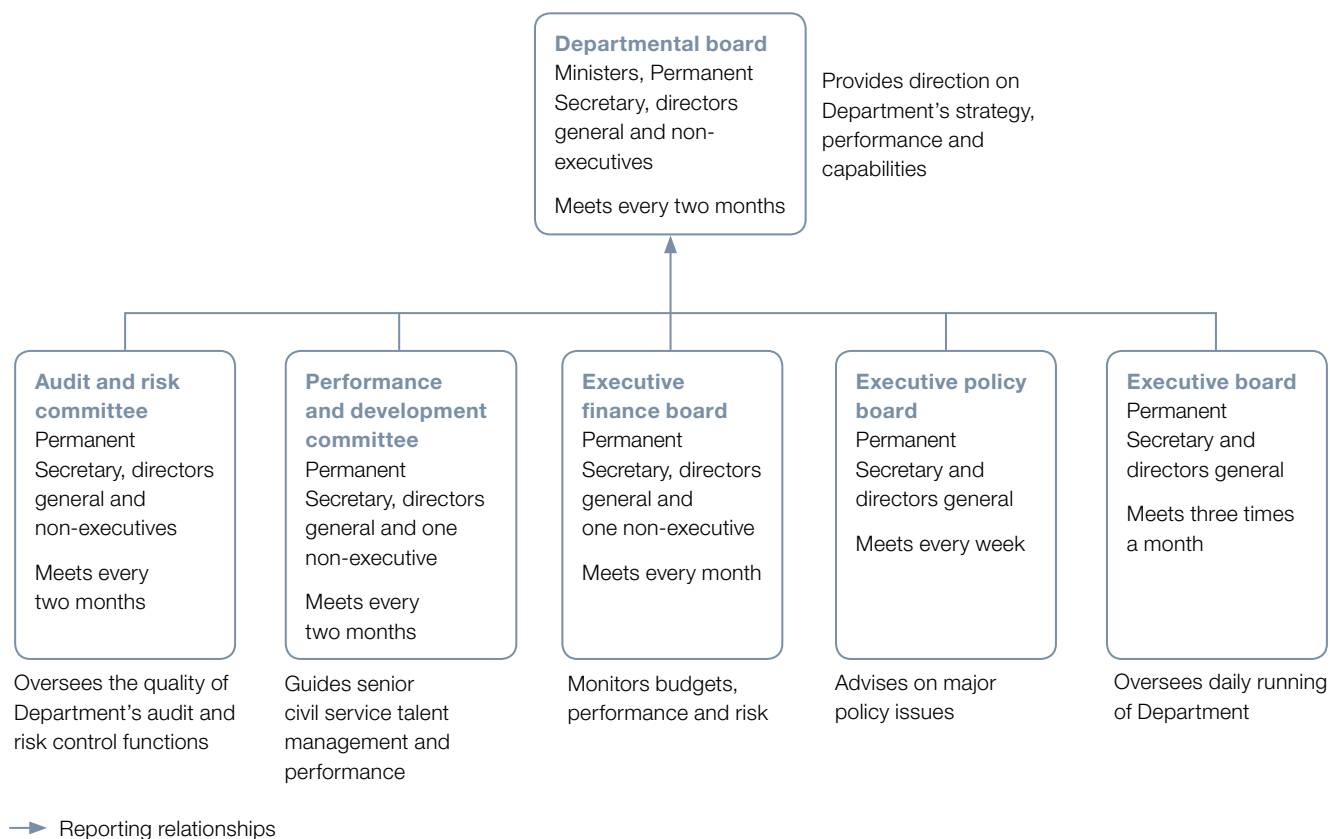 Departmental board
Ministers, Permanent
Secretary, directors
general and non-
executives
Meets every two months
Provides direction on
Department's strategy,
performance and
capabilities
Audit and risk
committee
Permanent
Secretary, directors
general and
non-executives
Meets every
two months
Oversees the quality of
Department's audit and
risk control functions
Performance
and development
committee
Permanent
Secretary, directors
general and one
non-executive
Meets every
two months
Guides senior
civil service talent
management and
performance
Executive
finance board
Permanent
Secretary, directors
general and
one non-executive
Meets every month
Monitors budgets,
performance and risk
Executive policy
board
Permanent
Secretary and
directors general
Meets every week
Advises on major
policy issues
Executive board
Permanent
Secretary and
directors general
Meets three times
a month
Oversees daily running
of Department
Reporting relationships